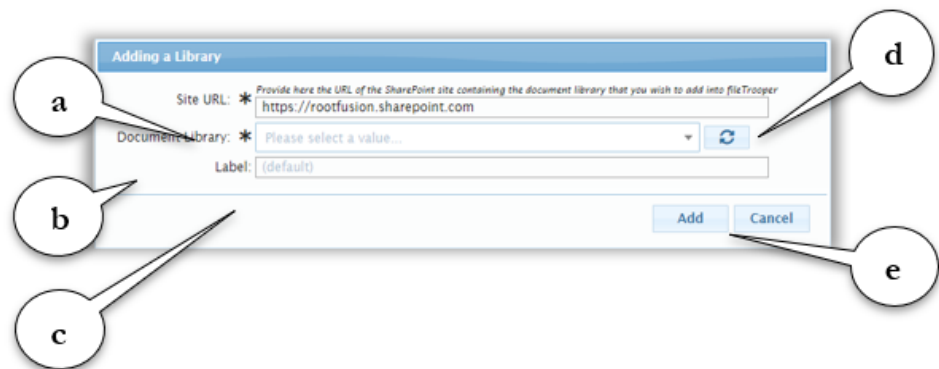 Adding a Library
Provide here the URL of the SharePoint site containing the document library that you wish to add into fileTrooper
Site URL: * https://rootfusion.sharepoint.com
Document Library: * Please select a value...
Label: (default)
Add Cancel
a
b
c
d
e